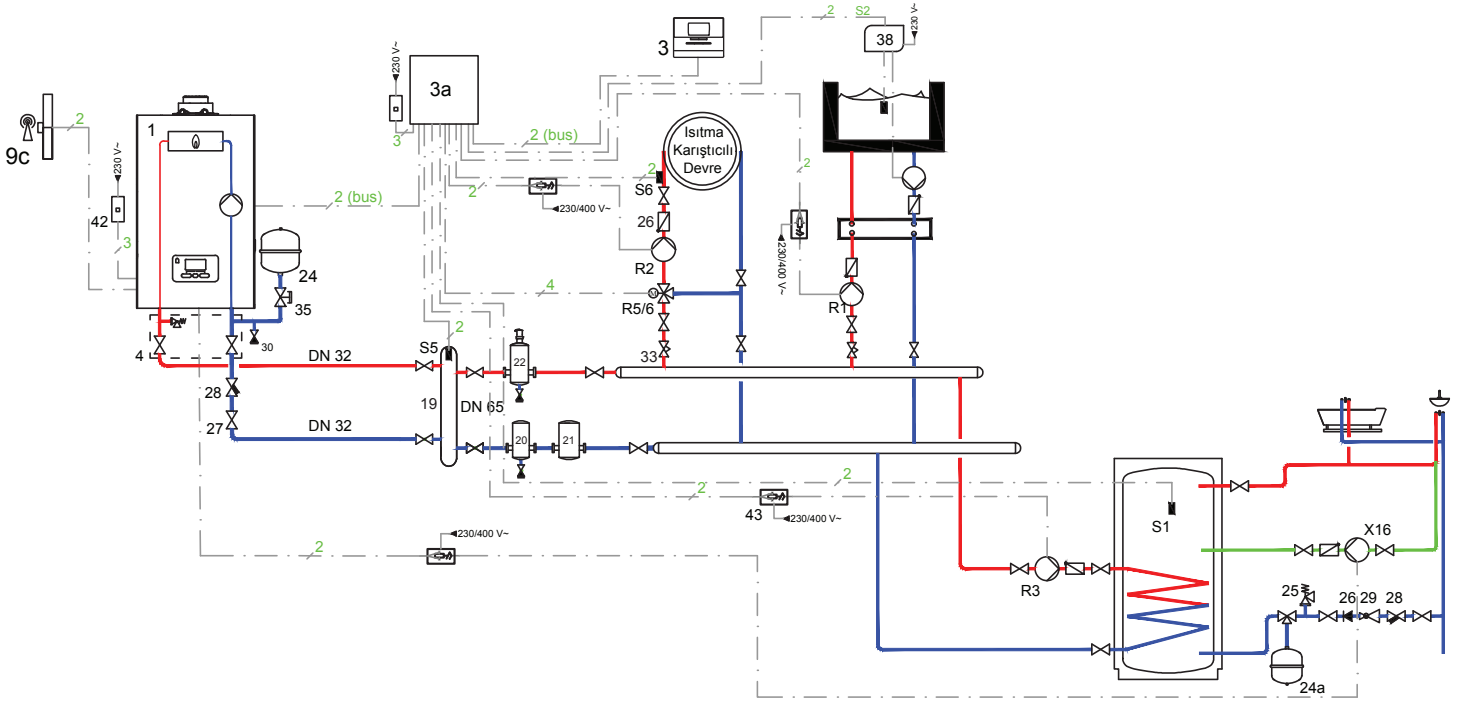 2
S2
230 V~
38
3
230 V~
3a
3
2 (bus)
2
9c
1
230 V~
42
3
2 (bus)
24
35
30
4
DN 32
28
27
DN 32
S5
2
19
DN 65
22
20
21
Isıtma
Karıştıcılı
Devre
2
S6
2
230/400 V~
26
R2
4
R5/6
33
2
230/400 V~
R1
2
2
43
230/400 V~
2
230/400 V~
S1
R3
X16
25
26
29
28
24a